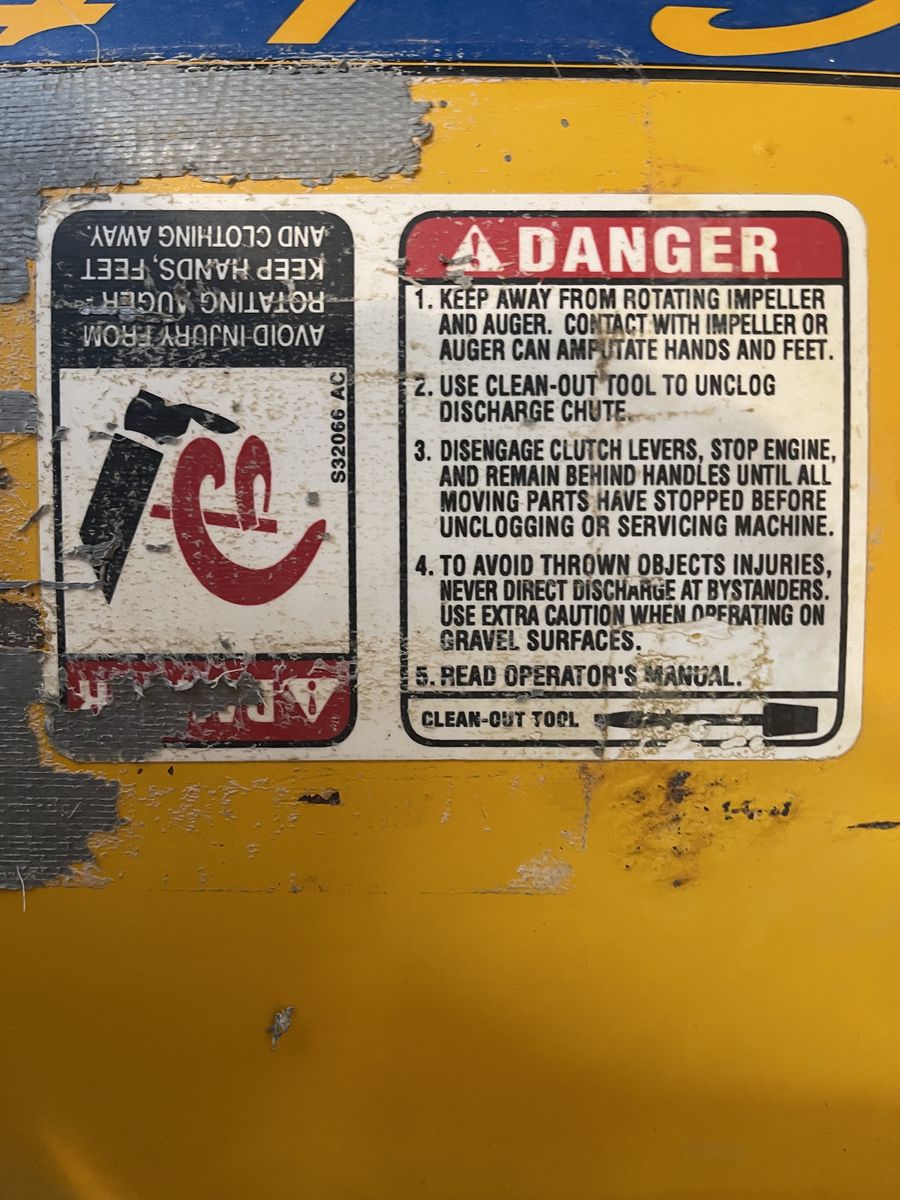 AVOID INJURY FROM
ROTATING AUGER -
KEEP HANDS, FEET
AND CLOTHING AWAY.
S32066 AC
DANGER
1. KEEP AWAY FROM ROTATING IMPELLER
AND AUGER. CONTACT WITH IMPELLER OR
AUGER CAN AMPUTATE HANDS AND FEET.
2. USE CLEAN-OUT TOOL TO UNCLOG
DISCHARGE CHUTE.
3. DISENGAGE CLUTCH LEVERS, STOP ENGINE,
AND REMAIN BEHIND HANDLES UNTIL ALL
MOVING PARTS HAVE STOPPED BEFORE
UNCLOGGING OR SERVICING MACHINE.
4. TO AVOID THROWN OBJECTS INJURIES,
NEVER DIRECT DISCHARGE AT BYSTANDERS.
USE EXTRA CAUTION WHEN OPERATING ON
GRAVEL SURFACES.
5. READ OPERATOR'S MANUAL.
CLEAN-OUT TOOL